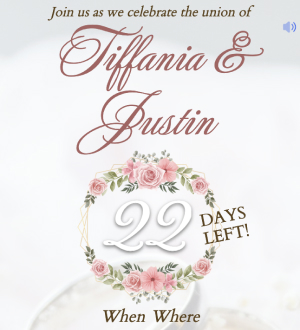 Join us as we celebrate the union of
Tiffania &
Justin
22
DAYS
LEFT!
When Where